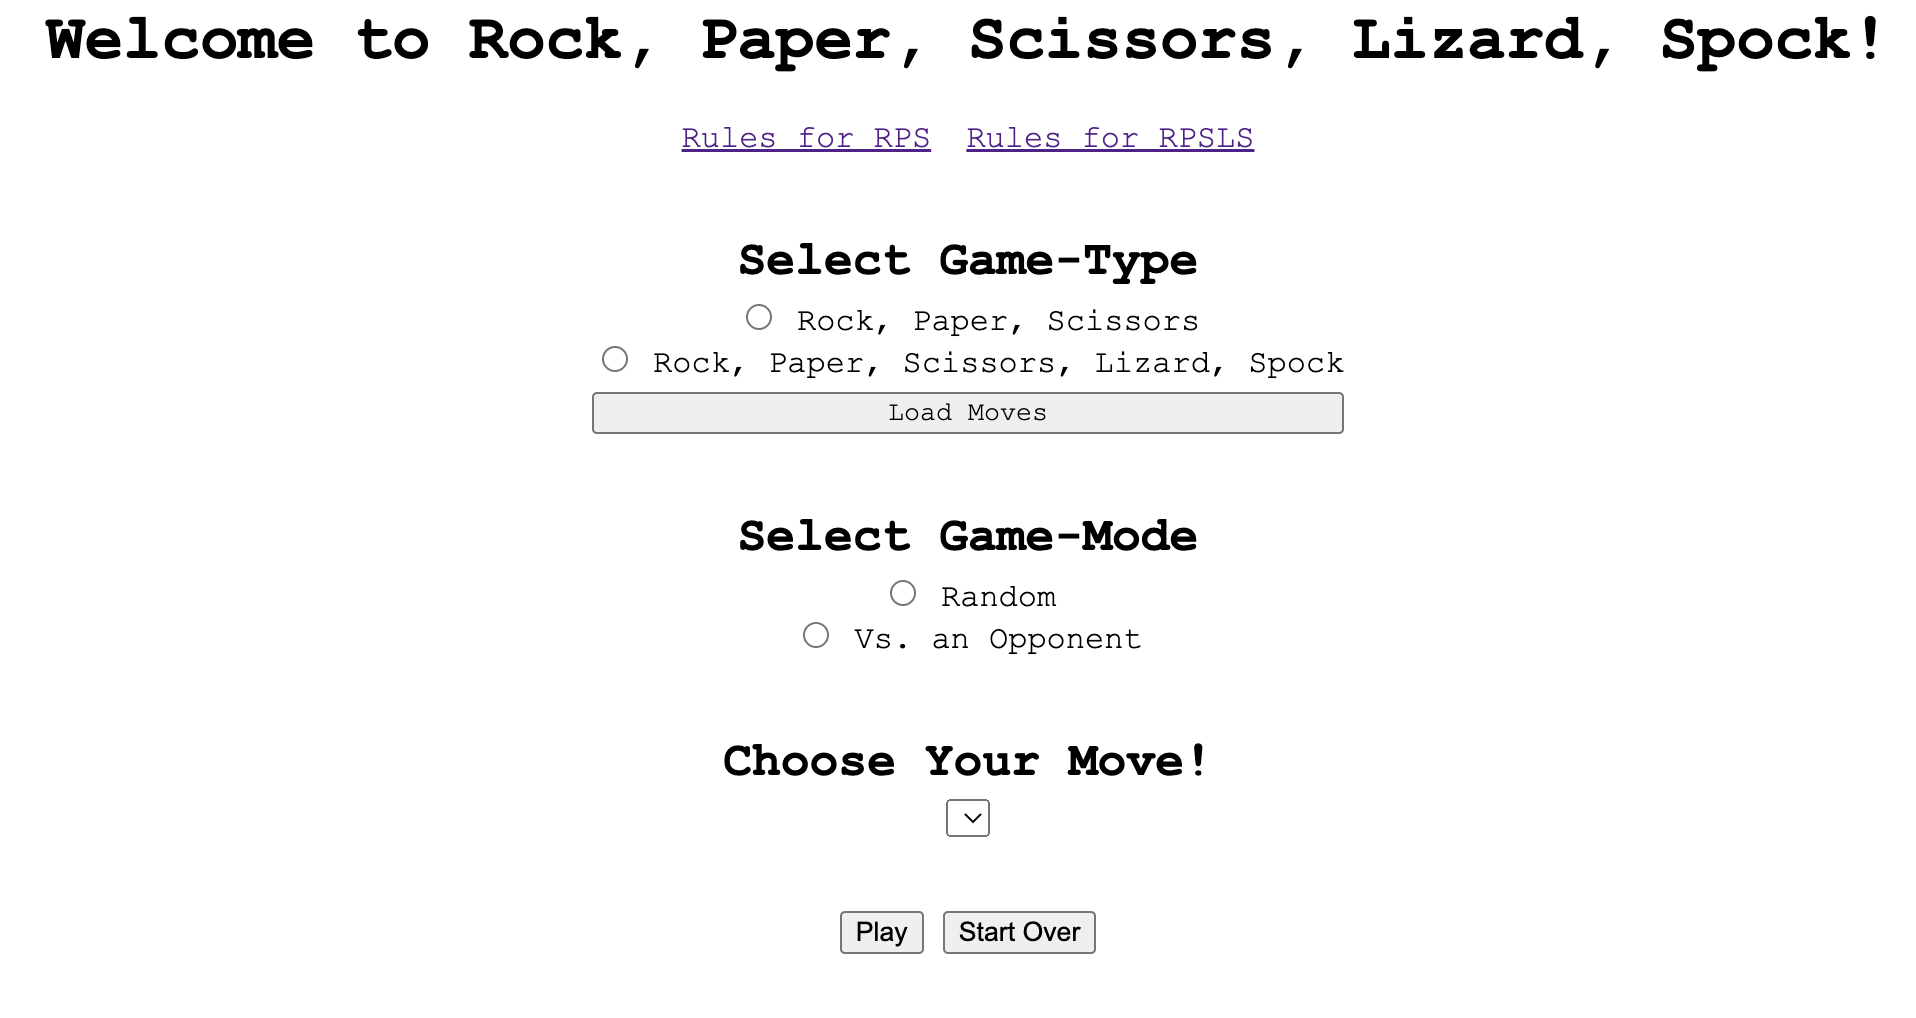 Welcome to Rock, Paper, Scissors, Lizard, Spock!
Rules for RPS Rules for RPSLS
Select Game-Type
Rock, Paper, Scissors
Rock, Paper, Scissors, Lizard, Spock
Load Moves
Select Game-Mode
Random
Vs. an Opponent
Choose Your Move!
Play Start Over